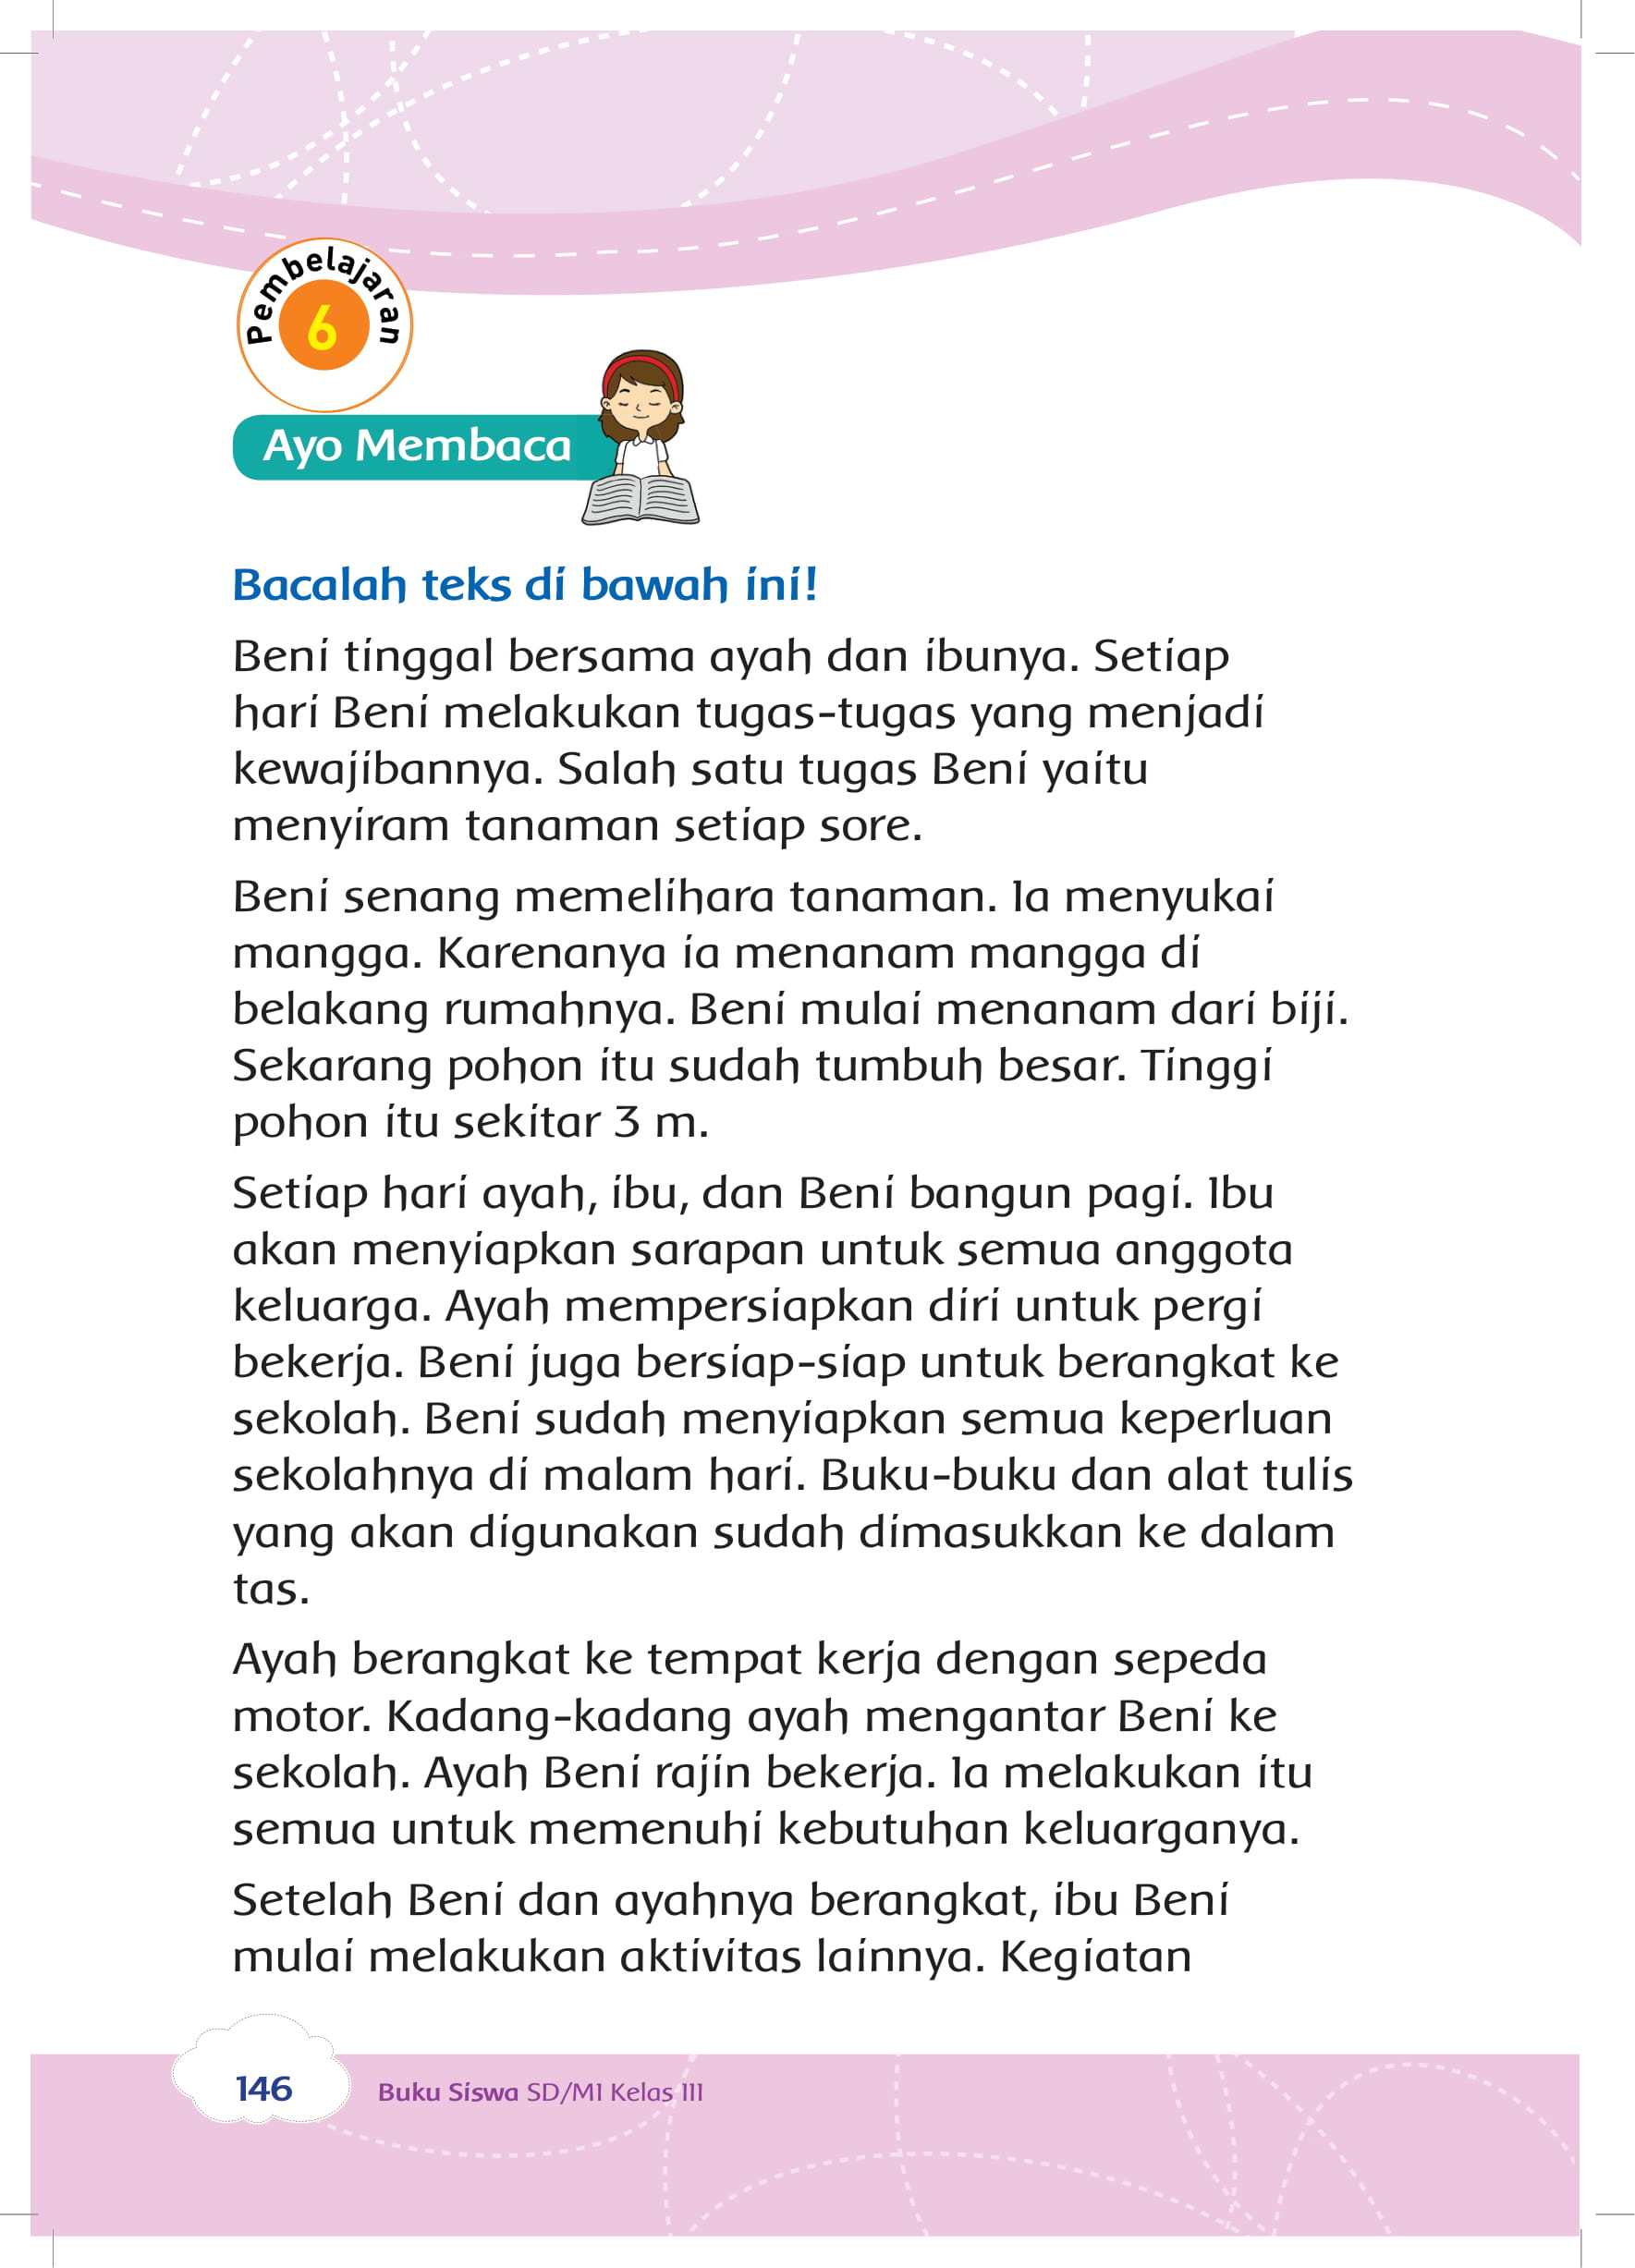 Pembelajaran
6
Ayo Membaca
Bacalah teks di bawah ini!
Beni tinggal bersama ayah dan ibunya. Setiap
hari Beni melakukan tugas-tugas yang menjadi
kewajibannya. Salah satu tugas Beni yaitu
menyiram tanaman setiap sore.
Beni senang memelihara tanaman. Ia menyukai
mangga. Karenanya ia menanam mangga di
belakang rumahnya. Beni mulai menanam dari biji.
Sekarang pohon itu sudah tumbuh besar. Tinggi
pohon itu sekitar 3 m.
Setiap hari ayah, ibu, dan Beni bangun pagi. Ibu
akan menyiapkan sarapan untuk semua anggota
keluarga. Ayah mempersiapkan diri untuk pergi
bekerja. Beni juga bersiap-siap untuk berangkat ke
sekolah. Beni sudah menyiapkan semua keperluan
sekolahnya di malam hari. Buku-buku dan alat tulis
yang akan digunakan sudah dimasukkan ke dalam
tas.
Ayah berangkat ke tempat kerja dengan sepeda
motor. Kadang-kadang ayah mengantar Beni ke
sekolah. Ayah Beni rajin bekerja. Ia melakukan itu
semua untuk memenuhi kebutuhan keluarganya.
Setelah Beni dan ayahnya berangkat, ibu Beni
mulai melakukan aktivitas lainnya. Kegiatan
146
Buku Siswa SD/MI Kelas III